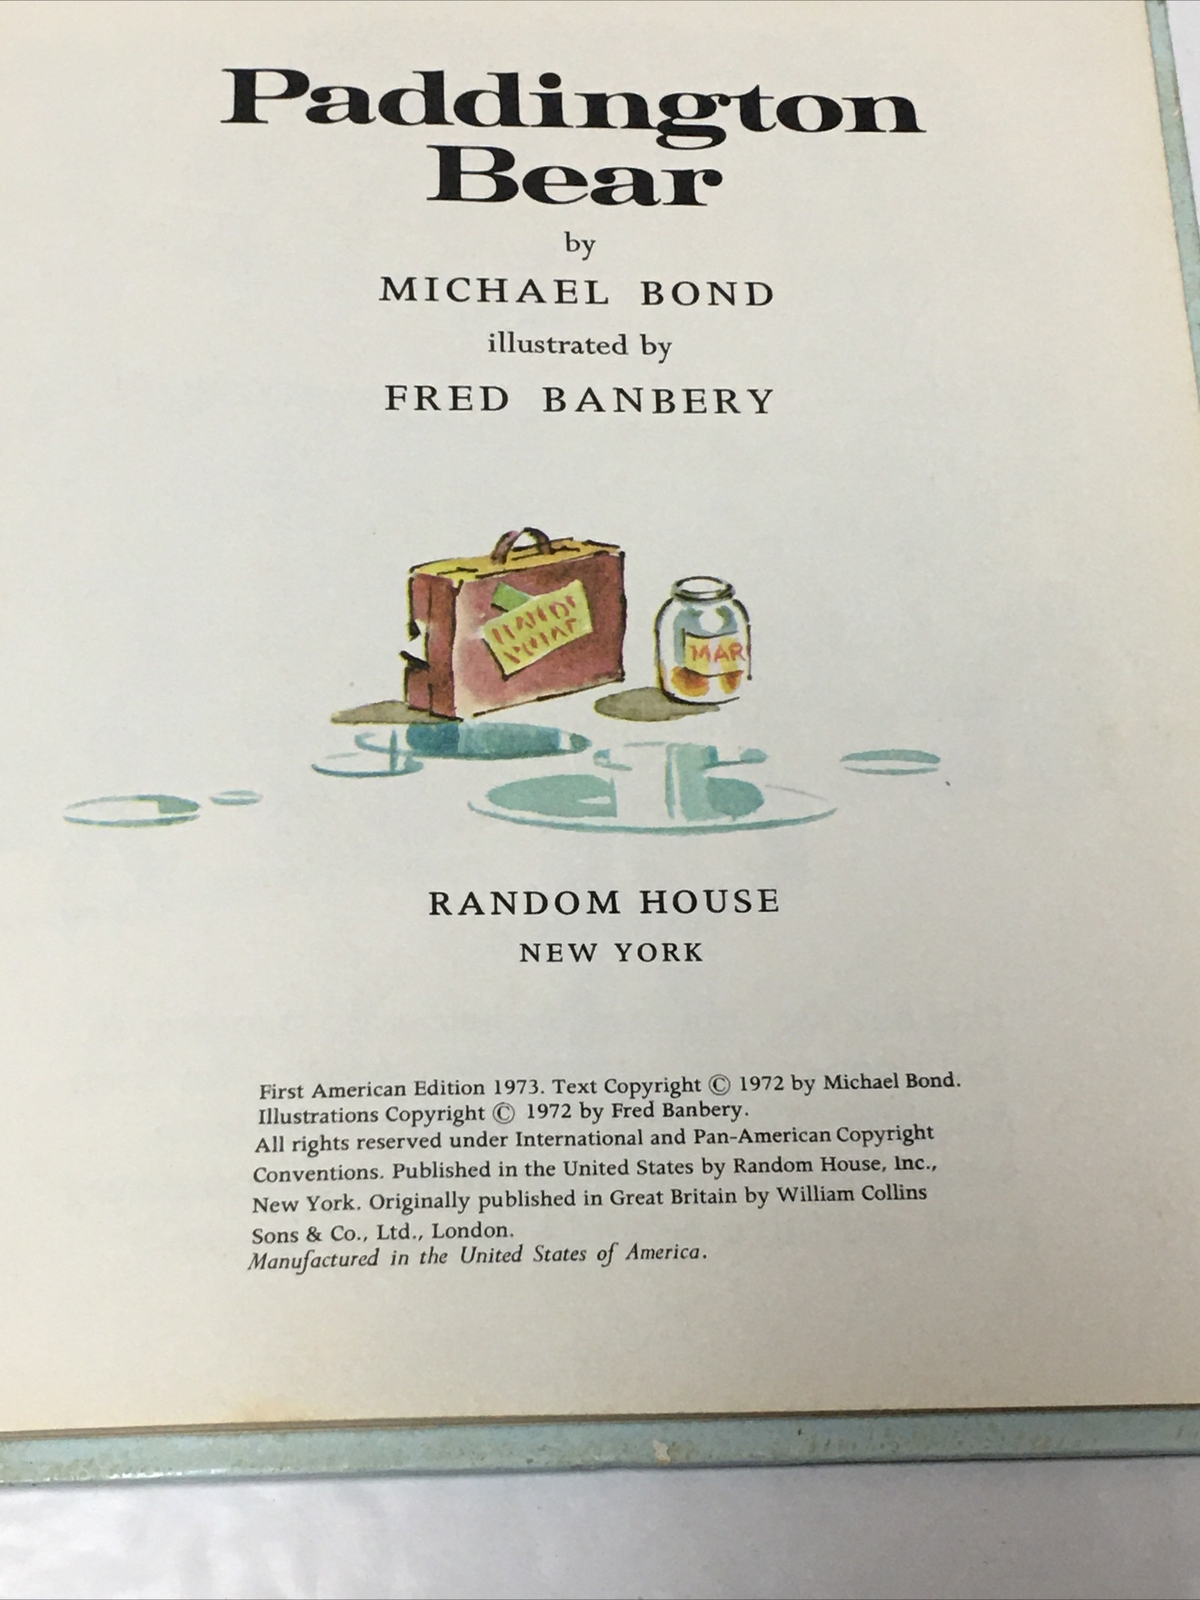 Paddington
Bear
by
MICHAEL BOND
illustrated by
FRED BANBERY
MAR
RANDOM HOUSE
NEW YORK
First American Edition 1973. Text Copyright © 1972 by Michael Bond.
Illustrations Copyright © 1972 by Fred Banbery.
All rights reserved under International and Pan-American Copyright
Conventions. Published in the United States by Random House, Inc.,
New York. Originally published in Great Britain by William Collins
Sons & Co., Ltd., London.
Manufactured in the United States of America.